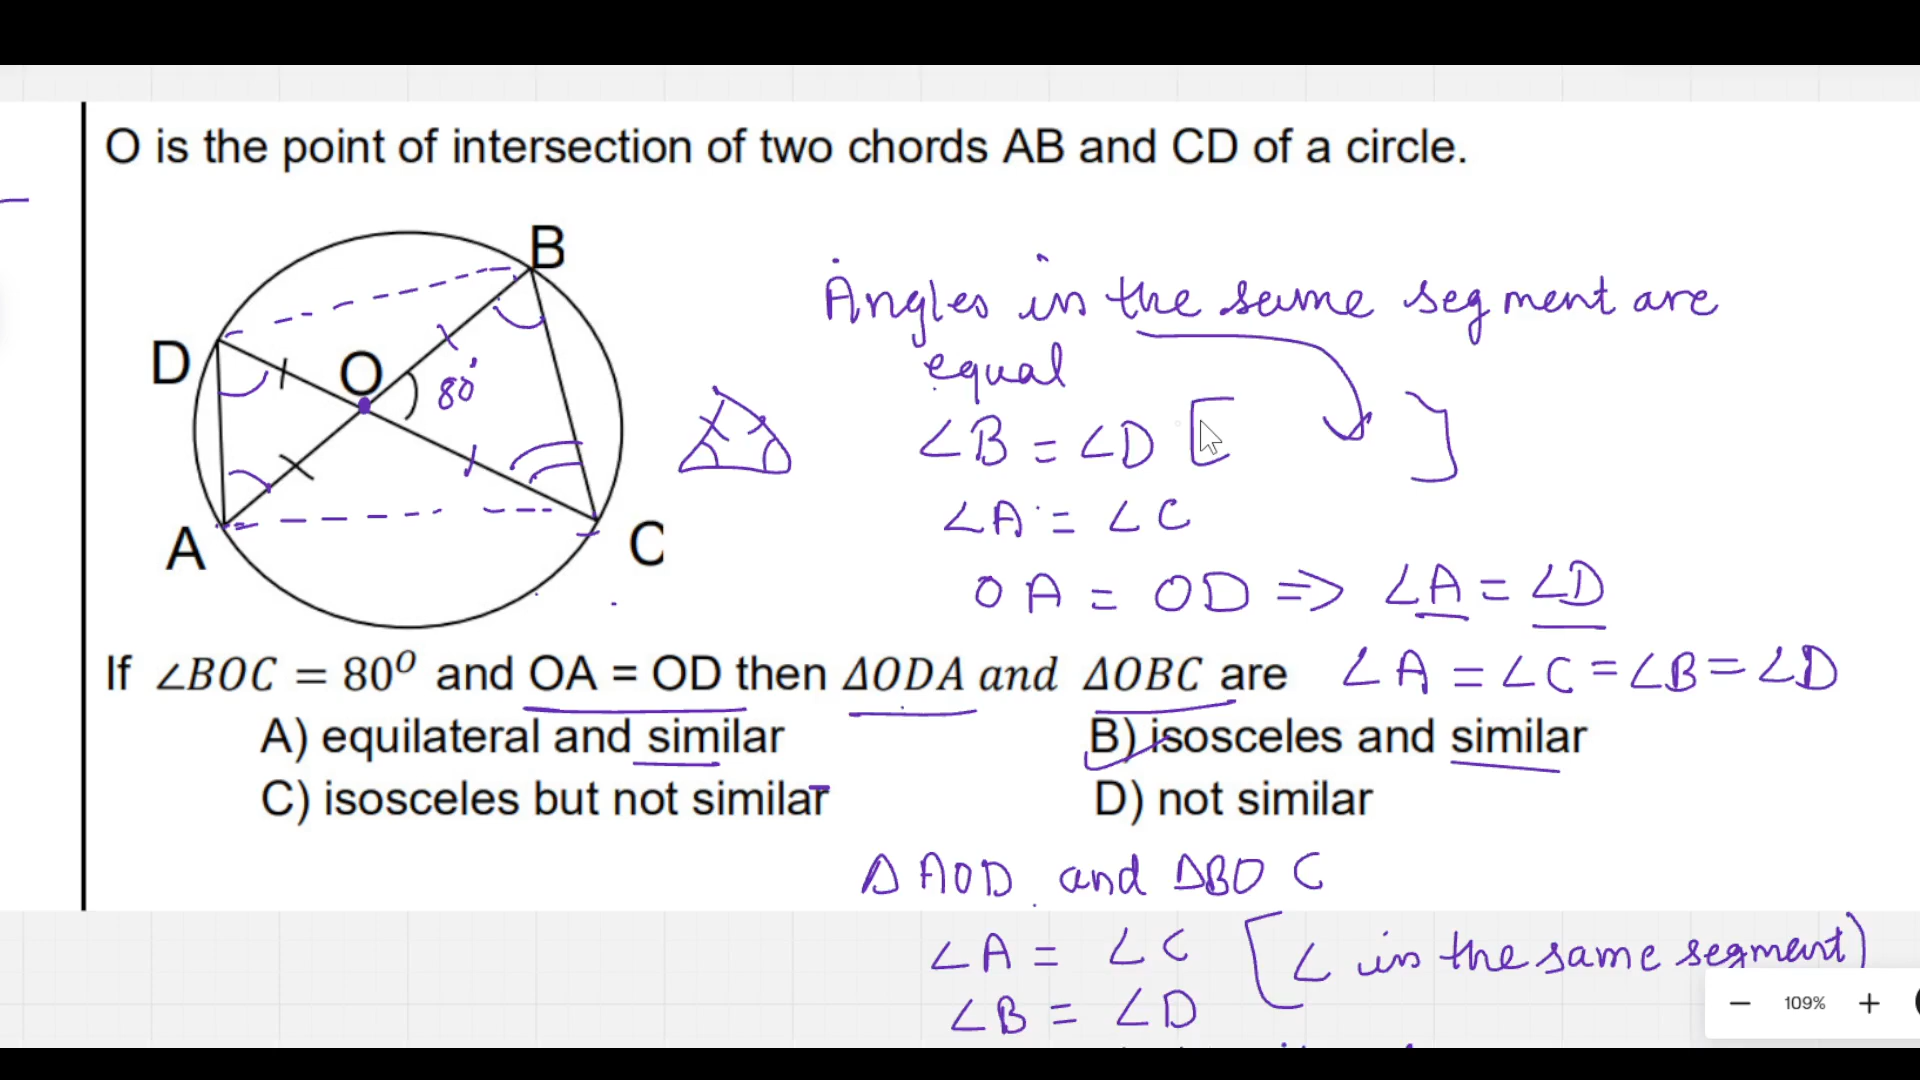 O is the point of intersection of two chords AB and CD of a circle.
B
D
O
80°
A
C
Angles in the same segment are
equal
∠B = ∠D [ ]
∠A = ∠C
OA = OD => ∠A = ∠D
∠A = ∠C = ∠B = ∠D
If ∠BOC = 80⁰ and OA = OD then ΔODA and ΔOBC are
A) equilateral and similar B) isosceles and similar
C) isosceles but not similar D) not similar
Δ AOD and ΔBOC
∠A = ∠C [∠ in the same segment)
∠B = ∠D
109%